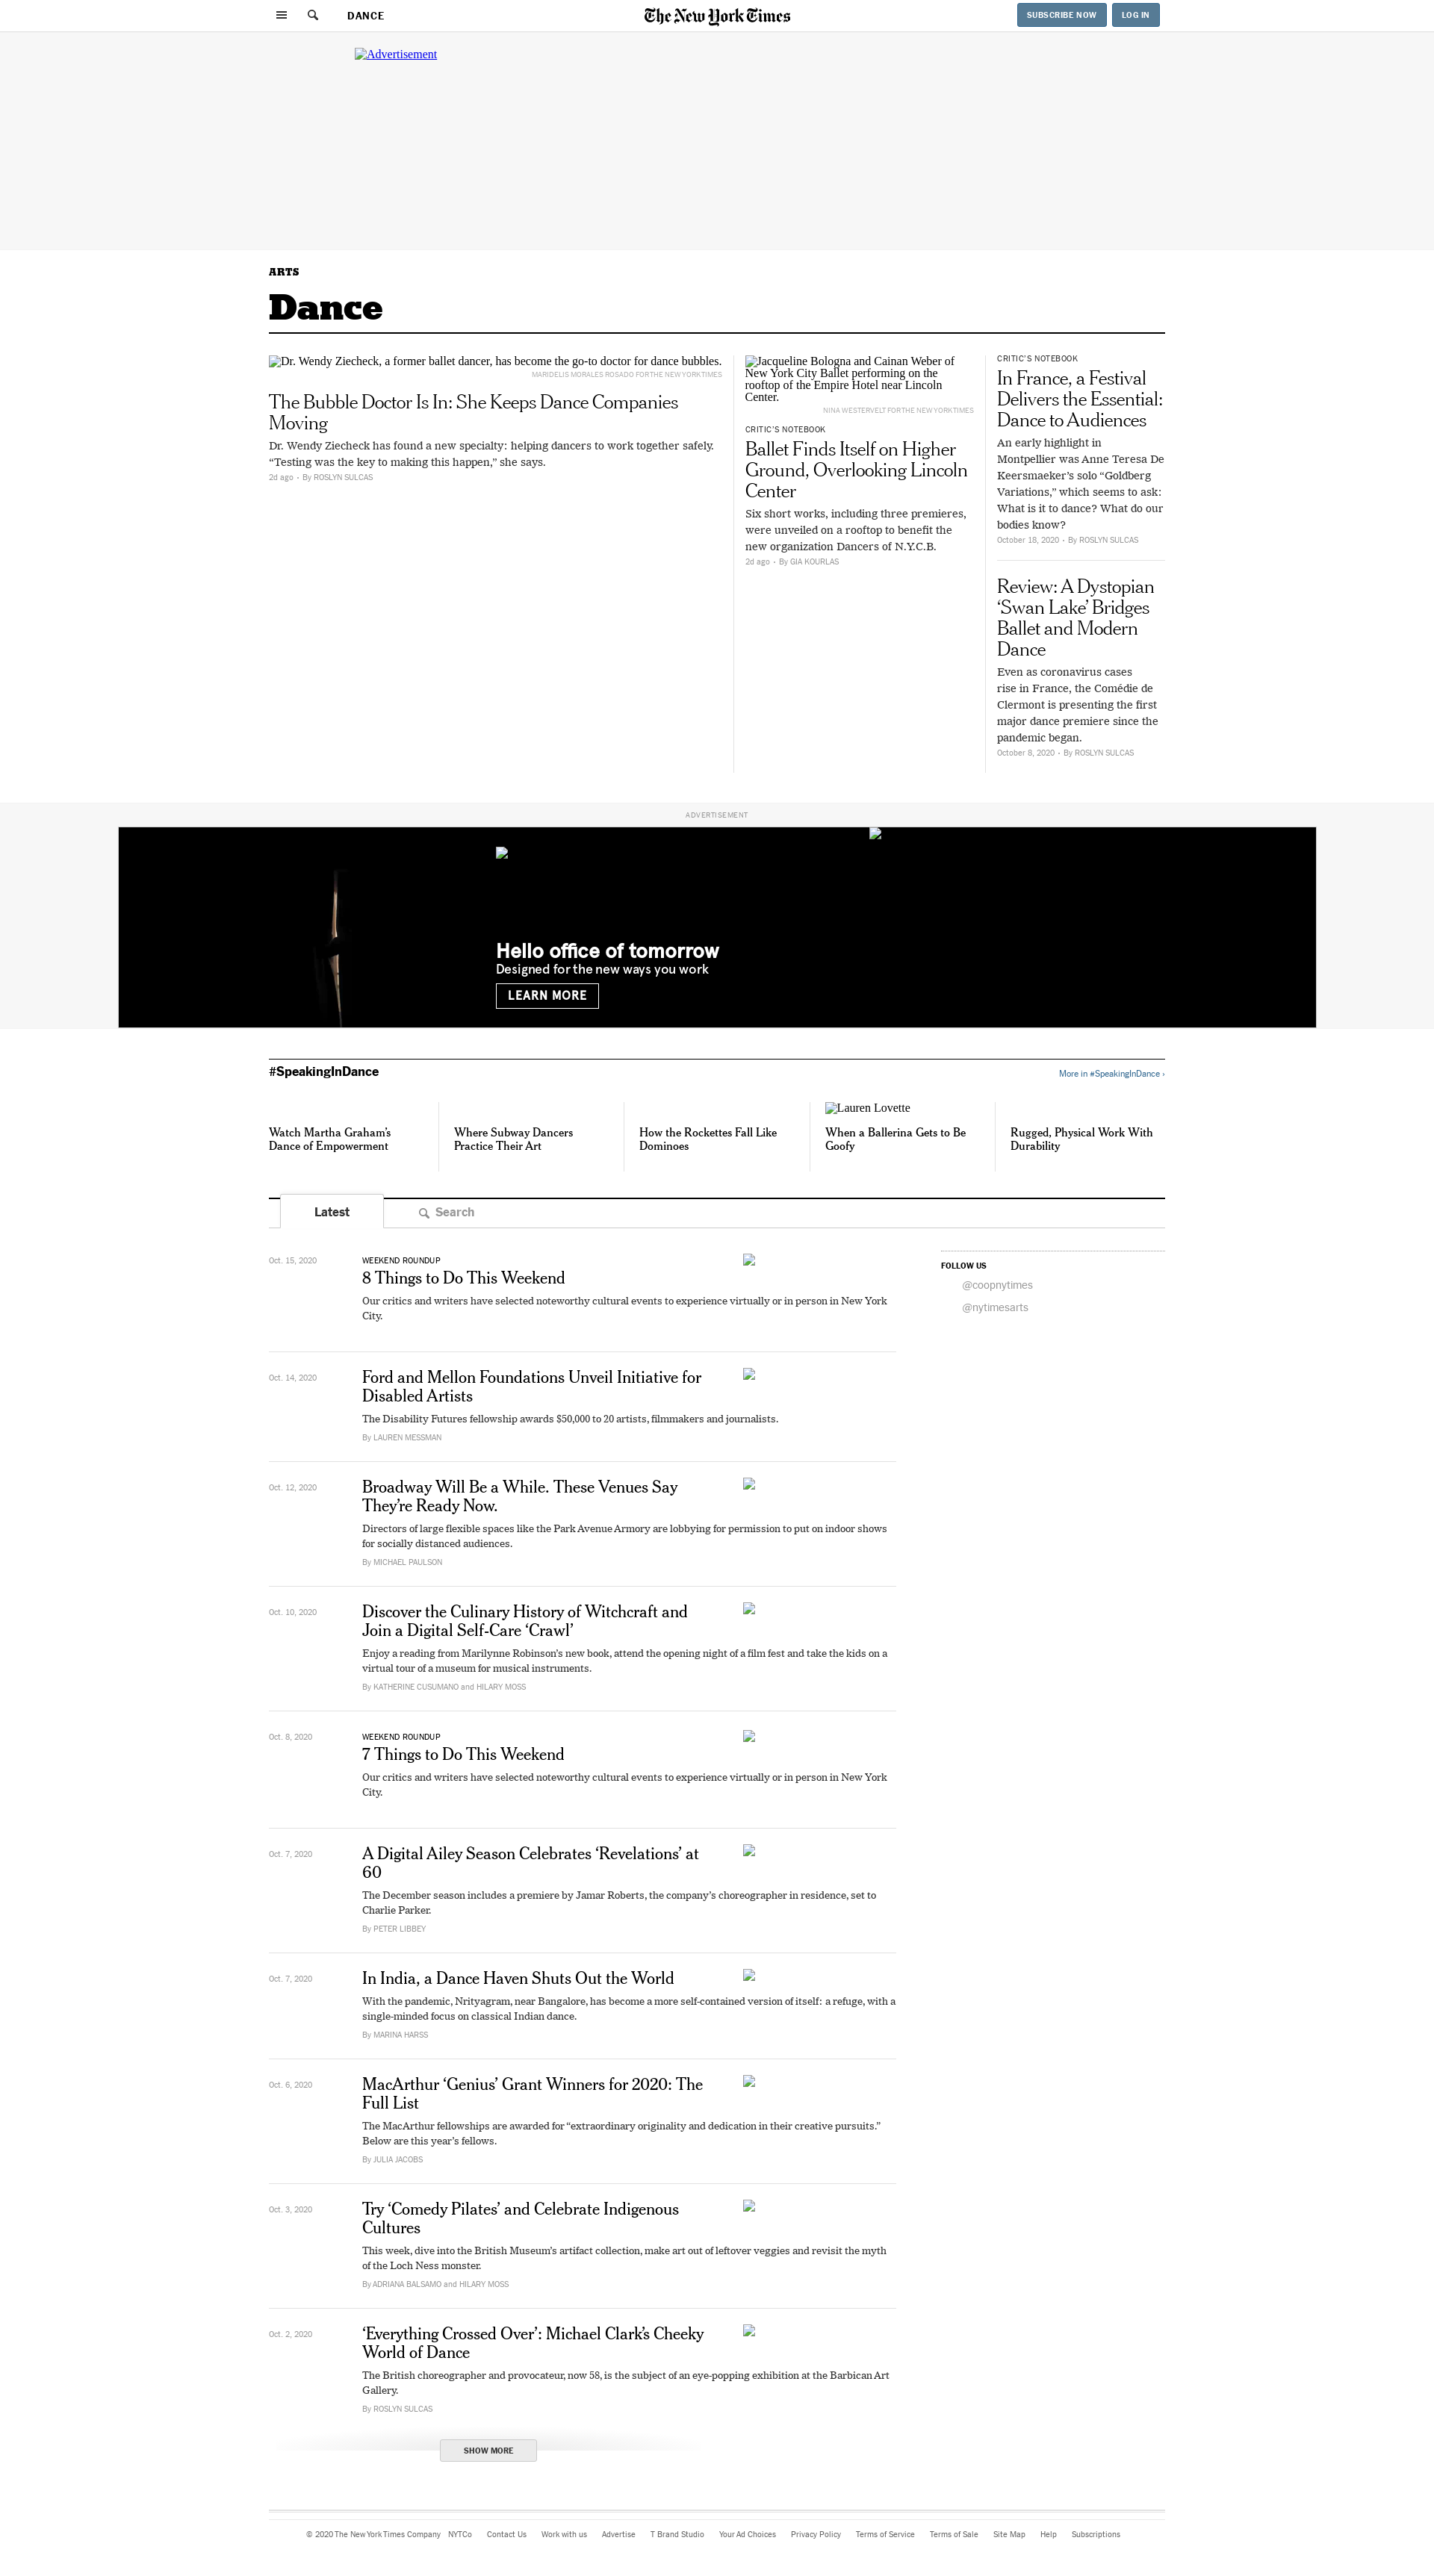 DANCE
The New York Times
SUBSCRIBE NOW
LOG IN
Advertisement
ARTS
Dance
Dr. Wendy Ziecheck, a former ballet dancer, has become the go-to doctor for dance bubbles.
MARIDELIS MORALES ROSADO FOR THE NEW YORK TIMES
The Bubble Doctor Is In: She Keeps Dance Companies
Moving
Dr. Wendy Ziecheck has found a new specialty: helping dancers to work together safely.
“Testing was the key to making this happen,” she says.
2d ago • By ROSLYN SULCAS
Jacqueline Bologna and Cainan Weber of
New York City Ballet performing on the
rooftop of the Empire Hotel near Lincoln
Center.
NINA WESTERVELT FOR THE NEW YORK TIMES
CRITIC’S NOTEBOOK
Ballet Finds Itself on Higher
Ground, Overlooking Lincoln
Center
Six short works, including three premieres,
were unveiled on a rooftop to benefit the
new organization Dancers of N.Y.C.B.
2d ago • By GIA KOURLAS
CRITIC’S NOTEBOOK
In France, a Festival
Delivers the Essential:
Dance to Audiences
An early highlight in
Montpellier was Anne Teresa De
Keersmaeker’s solo “Goldberg
Variations,” which seems to ask:
What is it to dance? What do our
bodies know?
October 18, 2020 • By ROSLYN SULCAS
Review: A Dystopian
‘Swan Lake’ Bridges
Ballet and Modern
Dance
Even as coronavirus cases
rise in France, the Comédie de
Clermont is presenting the first
major dance premiere since the
pandemic began.
October 8, 2020 • By ROSLYN SULCAS
ADVERTISEMENT
Hello office of tomorrow
Designed for the new ways you work
LEARN MORE
#SpeakingInDance
More in #SpeakingInDance ›
Watch Martha Graham’s
Dance of Empowerment
Where Subway Dancers
Practice Their Art
How the Rockettes Fall Like
Dominoes
Lauren Lovette
When a Ballerina Gets to Be
Goofy
Rugged, Physical Work With
Durability
Latest
Search
Oct. 15, 2020
WEEKEND ROUNDUP
8 Things to Do This Weekend
Our critics and writers have selected noteworthy cultural events to experience virtually or in person in New York
City.
FOLLOW US
@coopnytimes
@nytimesarts
Oct. 14, 2020
Ford and Mellon Foundations Unveil Initiative for
Disabled Artists
The Disability Futures fellowship awards $50,000 to 20 artists, filmmakers and journalists.
By LAUREN MESSMAN
Oct. 12, 2020
Broadway Will Be a While. These Venues Say
They’re Ready Now.
Directors of large flexible spaces like the Park Avenue Armory are lobbying for permission to put on indoor shows
for socially distanced audiences.
By MICHAEL PAULSON
Oct. 10, 2020
Discover the Culinary History of Witchcraft and
Join a Digital Self-Care ‘Crawl’
Enjoy a reading from Marilynne Robinson’s new book, attend the opening night of a film fest and take the kids on a
virtual tour of a museum for musical instruments.
By KATHERINE CUSUMANO and HILARY MOSS
Oct. 8, 2020
WEEKEND ROUNDUP
7 Things to Do This Weekend
Our critics and writers have selected noteworthy cultural events to experience virtually or in person in New York
City.
Oct. 7, 2020
A Digital Ailey Season Celebrates ‘Revelations’ at
60
The December season includes a premiere by Jamar Roberts, the company’s choreographer in residence, set to
Charlie Parker.
By PETER LIBBEY
Oct. 7, 2020
In India, a Dance Haven Shuts Out the World
With the pandemic, Nrityagram, near Bangalore, has become a more self-contained version of itself: a refuge, with a
single-minded focus on classical Indian dance.
By MARINA HARSS
Oct. 6, 2020
MacArthur ‘Genius’ Grant Winners for 2020: The
Full List
The MacArthur fellowships are awarded for “extraordinary originality and dedication in their creative pursuits.”
Below are this year’s fellows.
By JULIA JACOBS
Oct. 3, 2020
Try ‘Comedy Pilates’ and Celebrate Indigenous
Cultures
This week, dive into the British Museum’s artifact collection, make art out of leftover veggies and revisit the myth
of the Loch Ness monster.
By ADRIANA BALSAMO and HILARY MOSS
Oct. 2, 2020
‘Everything Crossed Over’: Michael Clark’s Cheeky
World of Dance
The British choreographer and provocateur, now 58, is the subject of an eye-popping exhibition at the Barbican Art
Gallery.
By ROSLYN SULCAS
SHOW MORE
© 2020 The New York Times Company NYTCo Contact Us Work with us Advertise T Brand Studio Your Ad Choices Privacy Policy Terms of Service Terms of Sale Site Map Help Subscriptions